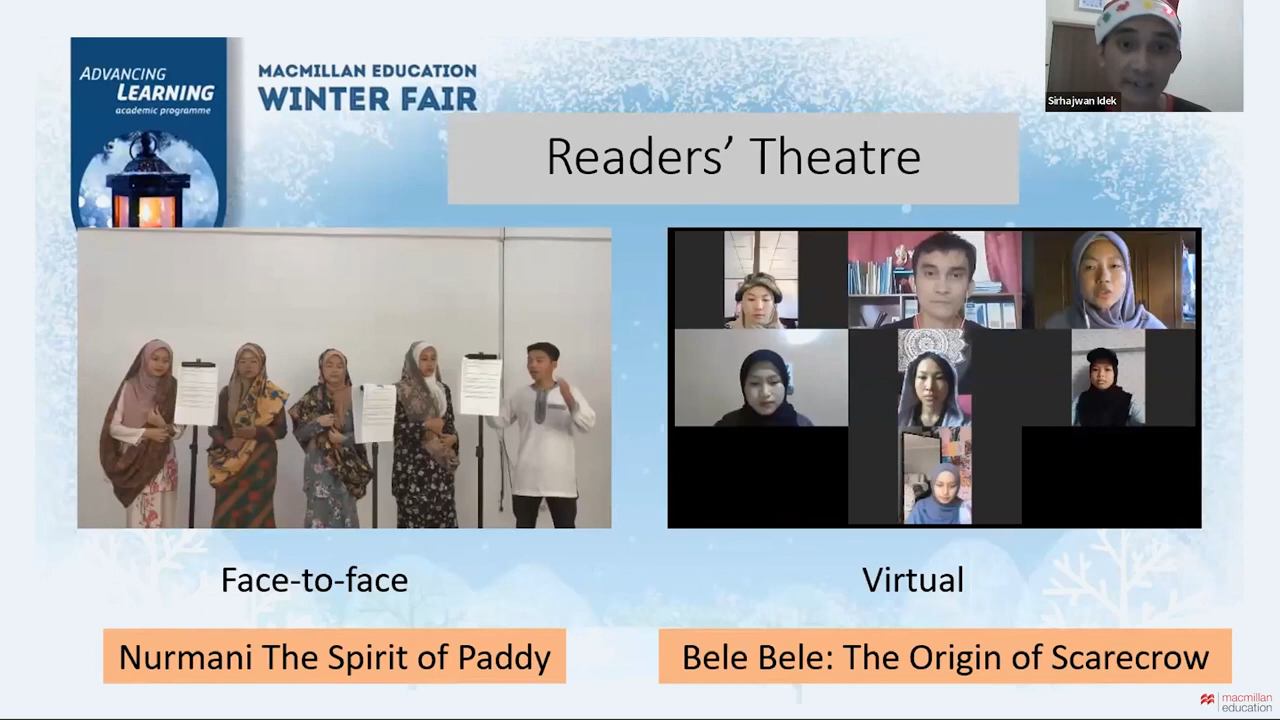 ADVANCING
LEARNING
academic programme
MACMILLAN EDUCATION
WINTER FAIR
Sirhajwan Idek
Readers’ Theatre
Face-to-face
Virtual
Nurmani The Spirit of Paddy
Bele Bele: The Origin of Scarecrow
macmillan
education